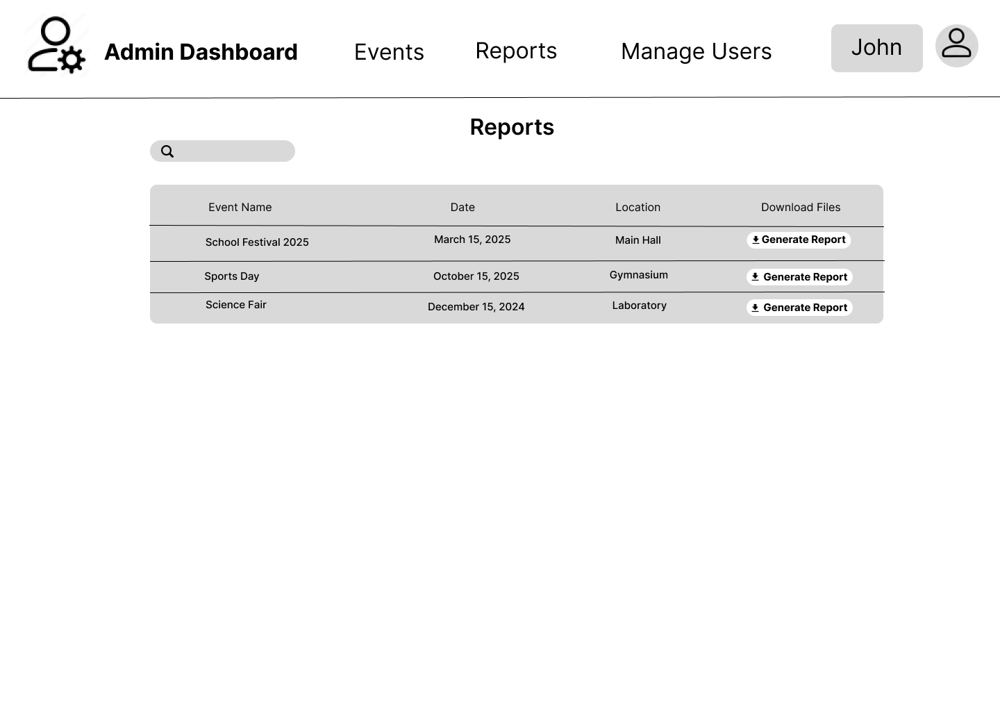 Admin Dashboard Events Reports Manage Users John
Reports
Event Name Date Location Download Files
School Festival 2025 March 15, 2025 Main Hall Generate Report
Sports Day October 15, 2025 Gymnasium Generate Report
Science Fair December 15, 2024 Laboratory Generate Report